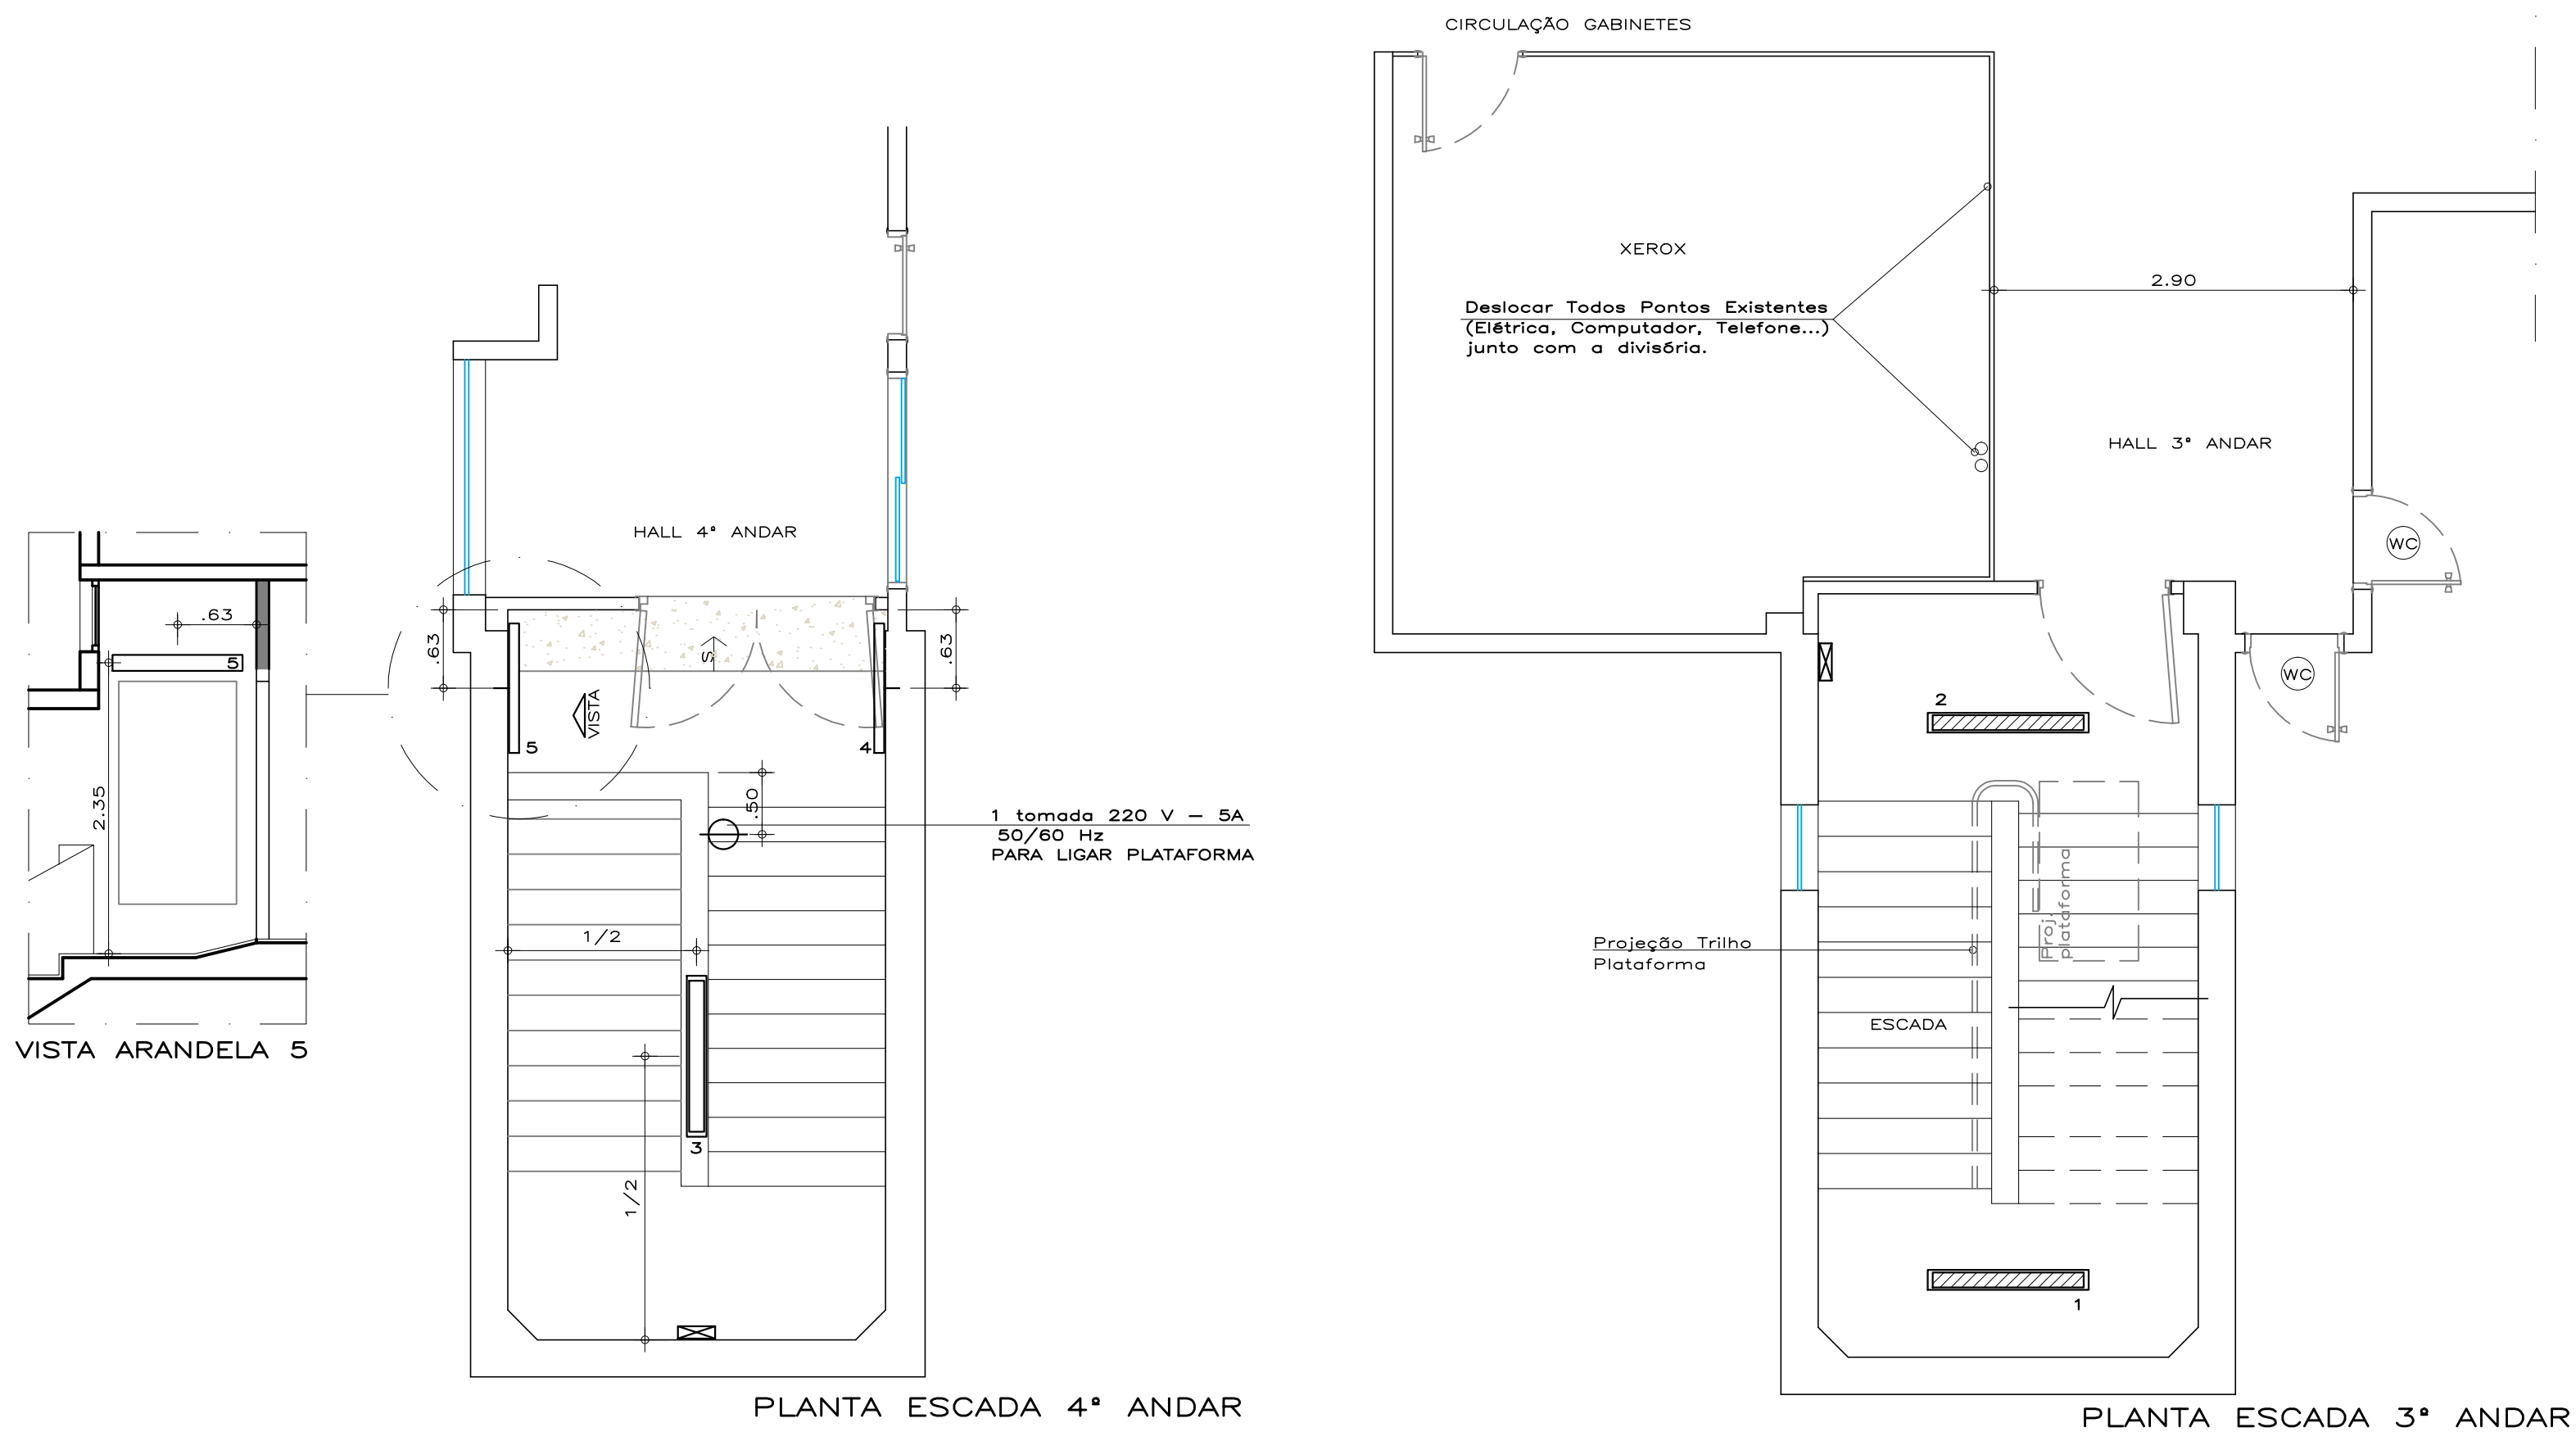 CIRCULAÇÃO GABINETES
XEROX
Deslocar Todos Pontos Existentes
(Elétrica, Computador, Telefone...)
junto com a divisória.
2.90
HALL 3º ANDAR
WC
WC
2
Proj.
plataforma
Projeção Trilho
Plataforma
ESCADA
1
PLANTA ESCADA 3º ANDAR
HALL 4º ANDAR
.63
.63
S
VISTA
5
4
.50
1 tomada 220 V - 5A
50/60 Hz
PARA LIGAR PLATAFORMA
1/2
3
1/2
PLANTA ESCADA 4º ANDAR
.63
5
2.35
VISTA ARANDELA 5